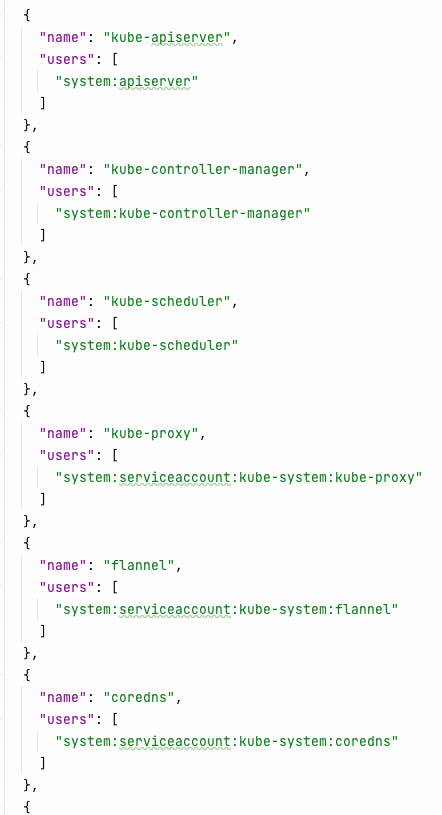 {
"name": "kube-apiserver",
"users": [
"system:apiserver"
]
},
{
"name": "kube-controller-manager",
"users": [
"system:kube-controller-manager"
]
},
{
"name": "kube-scheduler",
"users": [
"system:kube-scheduler"
]
},
{
"name": "kube-proxy",
"users": [
"system:serviceaccount:kube-system:kube-proxy"
]
},
{
"name": "flannel",
"users": [
"system:serviceaccount:kube-system:flannel"
]
},
{
"name": "coredns",
"users": [
"system:serviceaccount:kube-system:coredns"
]
},
{